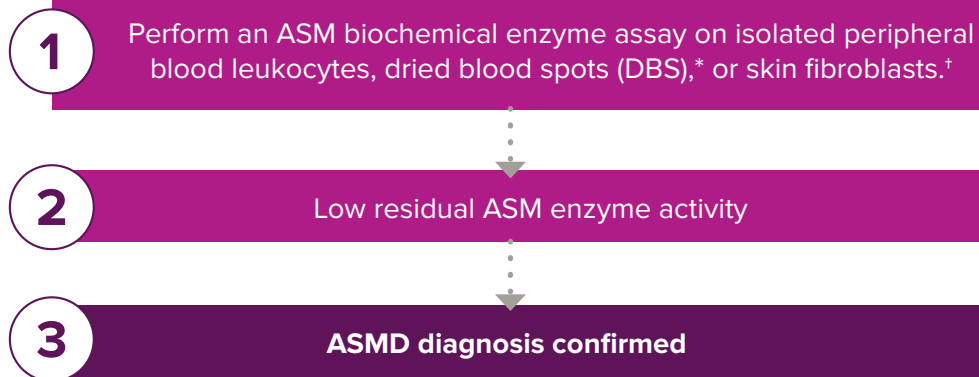 1
Perform an ASM biochemical enzyme assay on isolated peripheral
blood leukocytes, dried blood spots (DBS),* or skin fibroblasts.†
2
Low residual ASM enzyme activity
3
ASMD diagnosis confirmed